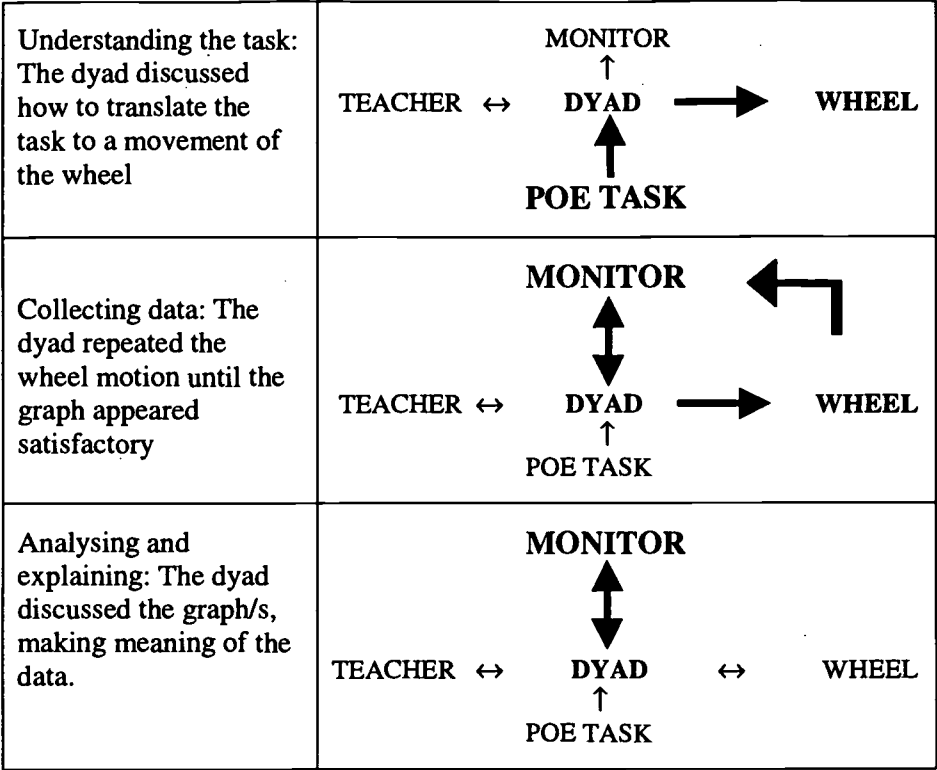 Understanding the task:
The dyad discussed
how to translate the
task to a movement of
the wheel
MONITOR
↑
TEACHER ↔ DYAD WHEEL
POE TASK
Collecting data: The
dyad repeated the
wheel motion until the
graph appeared
satisfactory
MONITOR
TEACHER ↔ DYAD WHEEL
↑
POE TASK
Analysing and
explaining: The dyad
discussed the graph/s,
making meaning of the
data.
MONITOR
TEACHER ↔ DYAD ↔ WHEEL
↑
POE TASK